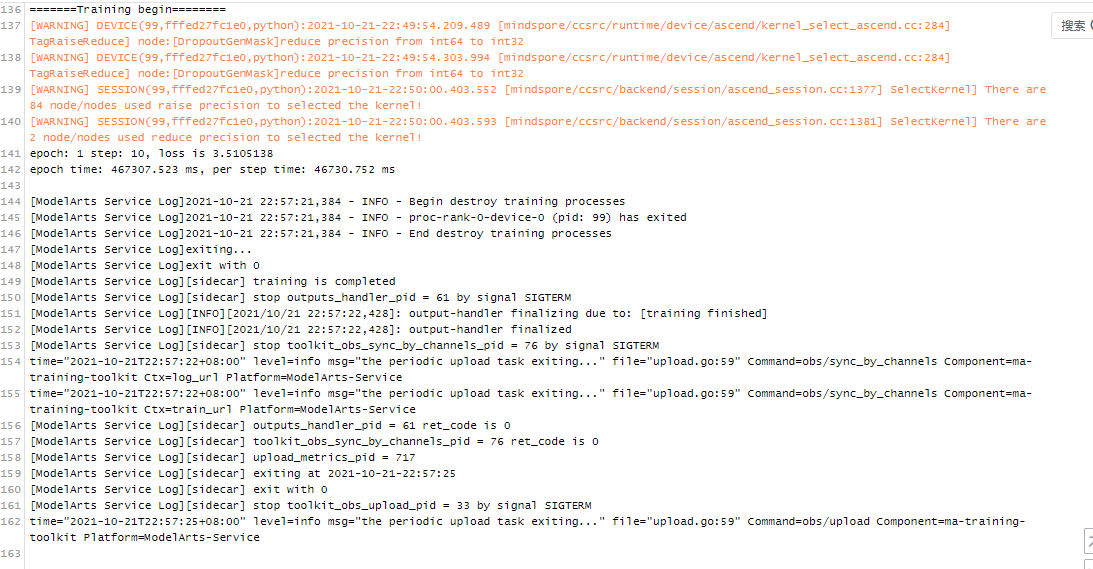 136 =======Training begin========
137 [WARNING] DEVICE(99,fffed27fc1e0,python):2021-10-21-22:49:54.209.489 [mindspore/ccsrc/runtime/device/ascend/kernel_select_ascend.cc:284]
TagRaiseReduce] node:[DropoutGenMask]reduce precision from int64 to int32
138 [WARNING] DEVICE(99,fffed27fc1e0,python):2021-10-21-22:49:54.303.994 [mindspore/ccsrc/runtime/device/ascend/kernel_select_ascend.cc:284]
TagRaiseReduce] node:[DropoutGenMask]reduce precision from int64 to int32
139 [WARNING] SESSION(99,fffed27fc1e0,python):2021-10-21-22:50:00.403.552 [mindspore/ccsrc/backend/session/ascend_session.cc:1377] SelectKernel] There are
84 node/nodes used raise precision to selected the kernel!
140 [WARNING] SESSION(99,fffed27fc1e0,python):2021-10-21-22:50:00.403.593 [mindspore/ccsrc/backend/session/ascend_session.cc:1381] SelectKernel] There are
2 node/nodes used reduce precision to selected the kernel!
141 epoch: 1 step: 10, loss is 3.5105138
142 epoch time: 467307.523 ms, per step time: 46730.752 ms
143
144 [ModelArts Service Log]2021-10-21 22:57:21,384 - INFO - Begin destroy training processes
145 [ModelArts Service Log]2021-10-21 22:57:21,384 - INFO - proc-rank-0-device-0 (pid: 99) has exited
146 [ModelArts Service Log]2021-10-21 22:57:21,384 - INFO - End destroy training processes
147 [ModelArts Service Log]exiting...
148 [ModelArts Service Log]exit with 0
149 [ModelArts Service Log][sidecar] training is completed
150 [ModelArts Service Log][sidecar] stop outputs_handler_pid = 61 by signal SIGTERM
151 [ModelArts Service Log][INFO][2021/10/21 22:57:22,428]: output-handler finalizing due to: [training finished]
152 [ModelArts Service Log][INFO][2021/10/21 22:57:22,428]: output-handler finalized
153 [ModelArts Service Log][sidecar] stop toolkit_obs_sync_by_channels_pid = 76 by signal SIGTERM
154 time="2021-10-21T22:57:22+08:00" level=info msg="the periodic upload task exiting..." file="upload.go:59" Command=obs/sync_by_channels Component=ma-
training-toolkit Ctx=log_url Platform=ModelArts-Service
155 time="2021-10-21T22:57:22+08:00" level=info msg="the periodic upload task exiting..." file="upload.go:59" Command=obs/sync_by_channels Component=ma-
training-toolkit Ctx=train_url Platform=ModelArts-Service
156 [ModelArts Service Log][sidecar] outputs_handler_pid = 61 ret_code is 0
157 [ModelArts Service Log][sidecar] toolkit_obs_sync_by_channels_pid = 76 ret_code is 0
158 [ModelArts Service Log][sidecar] upload_metrics_pid = 717
159 [ModelArts Service Log][sidecar] exiting at 2021-10-21-22:57:25
160 [ModelArts Service Log][sidecar] exit with 0
161 [ModelArts Service Log][sidecar] stop toolkit_obs_upload_pid = 33 by signal SIGTERM
162 time="2021-10-21T22:57:25+08:00" level=info msg="the periodic upload task exiting..." file="upload.go:59" Command=obs/upload Component=ma-training-
toolkit Platform=ModelArts-Service
163
搜索